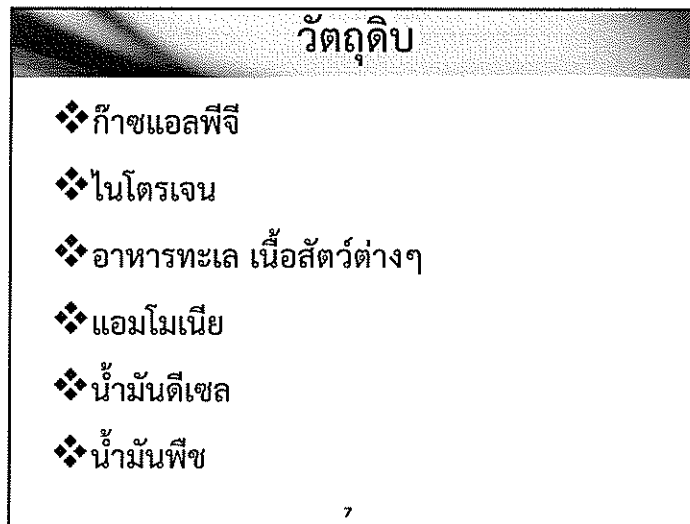 วัตถุดิบ
❖ก๊าซแอลพีจี
❖ไนโตรเจน
❖อาหารทะเล เนื้อสัตว์ต่างๆ
❖แอมโมเนีย
❖น้ำมันดีเซล
❖น้ำมันพืช
7